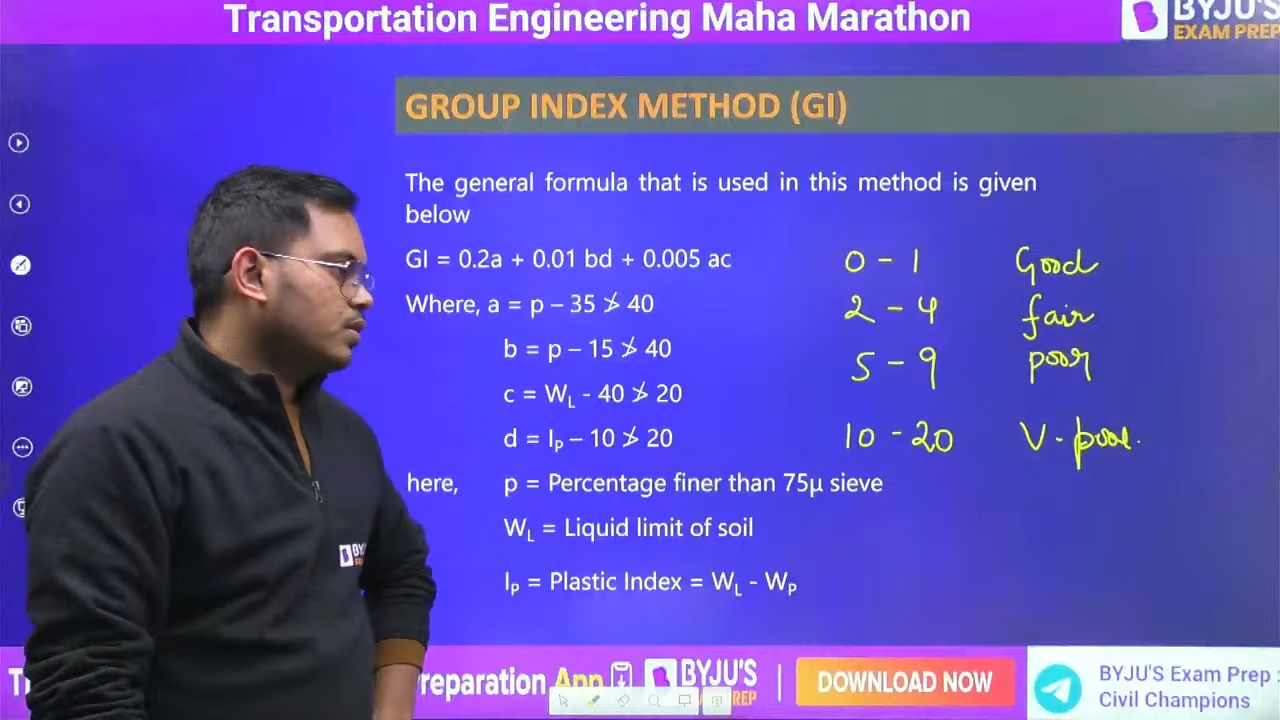 Transportation Engineering Maha Marathon
BYJU'S
EXAM PREP
GROUP INDEX METHOD (GI)
The general formula that is used in this method is given
below
GI = 0.2a + 0.01 bd + 0.005 ac
0 - 1 Good
Where, a = p – 35 ≯ 40
2 - 4 fair
b = p – 15 ≯ 40
5 - 9 poor
c = WL - 40 ≯ 20
d = IP – 10 ≯ 20
10 - 20 V. poor.
here, p = Percentage finer than 75µ sieve
WL = Liquid limit of soil
IP = Plastic Index = WL - WP
reparation App
BYJU'S
DOWNLOAD NOW
BYJU'S Exam Prep :
Civil Champions